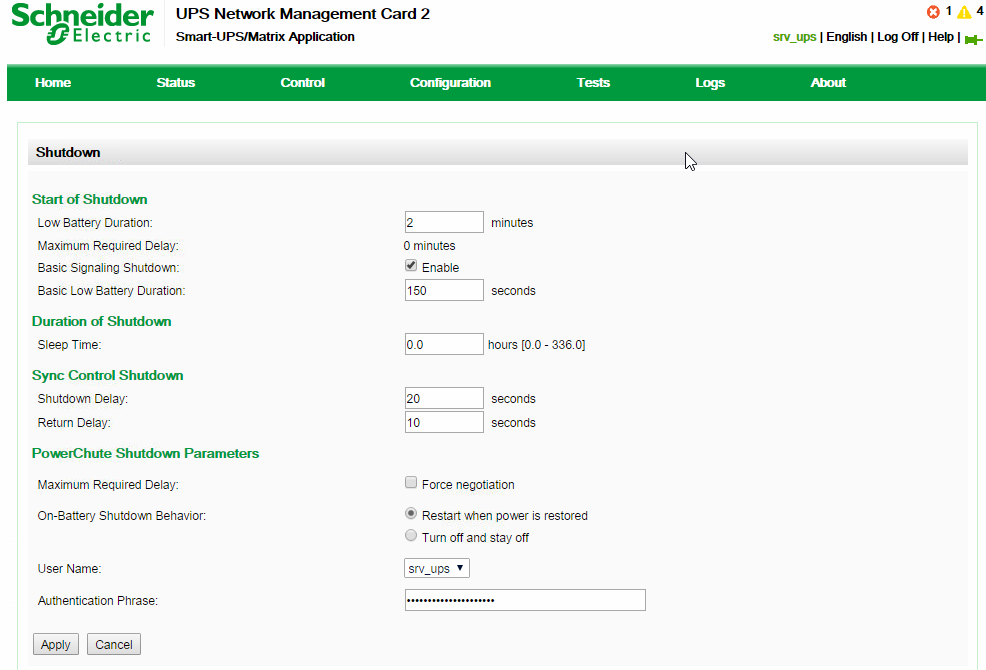 Schneider
Electric
UPS Network Management Card 2
Smart-UPS/Matrix Application
1 4
srv_ups | English | Log Off | Help |
Home Status Control Configuration Tests Logs About
Shutdown
Start of Shutdown
Low Battery Duration: 2 minutes
Maximum Required Delay: 0 minutes
Basic Signaling Shutdown: Enable
Basic Low Battery Duration: 150 seconds
Duration of Shutdown
Sleep Time: 0.0 hours [0.0 - 336.0]
Sync Control Shutdown
Shutdown Delay: 20 seconds
Return Delay: 10 seconds
PowerChute Shutdown Parameters
Maximum Required Delay: Force negotiation
On-Battery Shutdown Behavior: Restart when power is restored
Turn off and stay off
User Name: srv_ups
Authentication Phrase: •••••••••••••••••••••
Apply Cancel